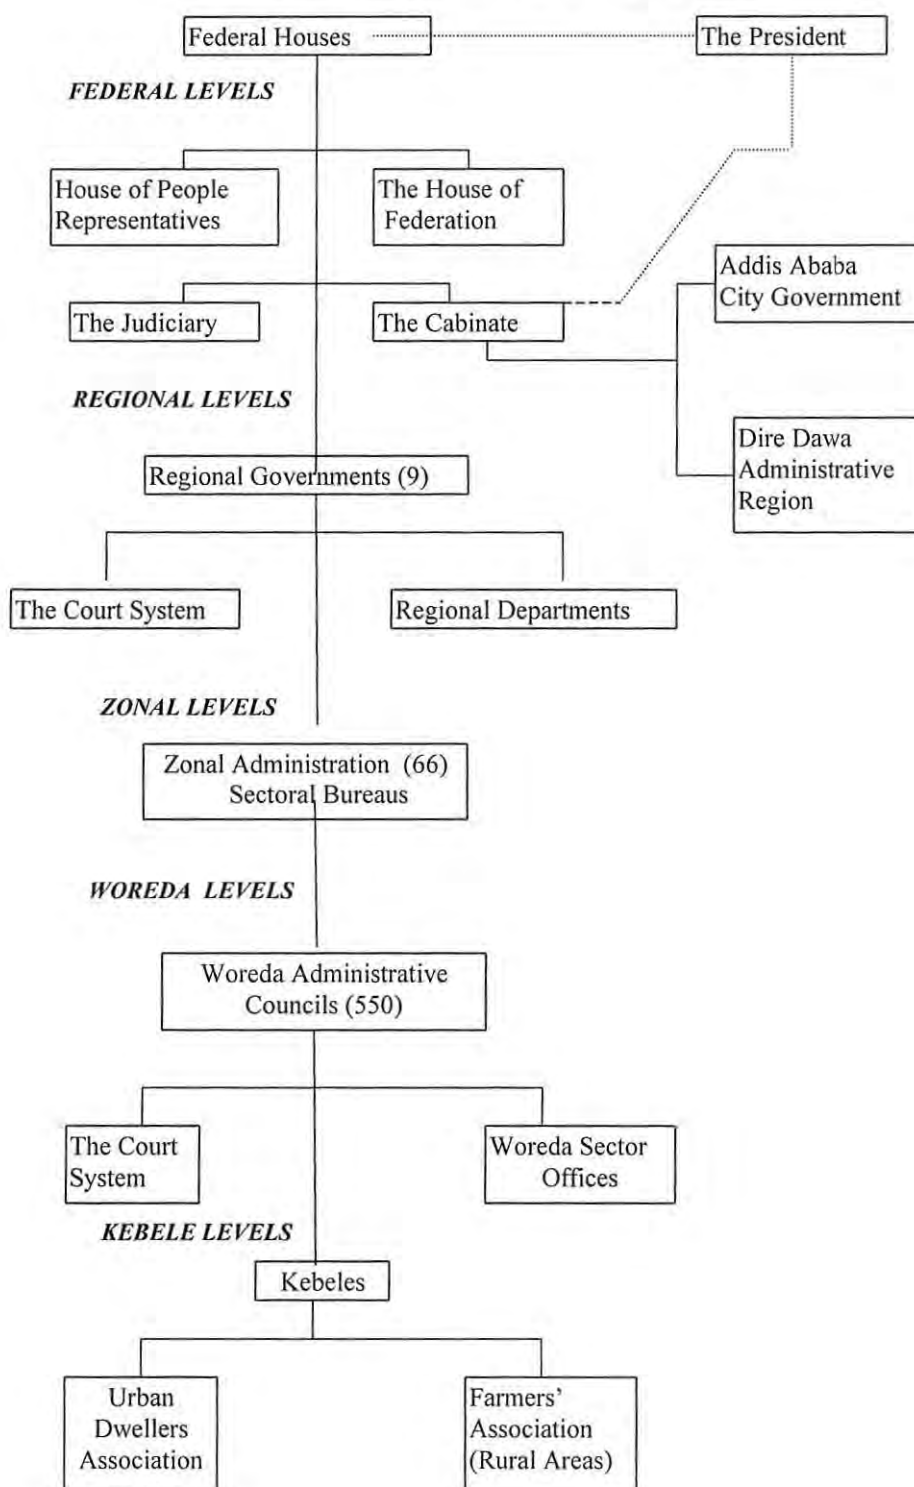 Federal Houses
The President
FEDERAL LEVELS
House of People
Representatives
The House of
Federation
Addis Ababa
City Government
The Judiciary
The Cabinate
REGIONAL LEVELS
Dire Dawa
Administrative
Region
Regional Governments (9)
The Court System
Regional Departments
ZONAL LEVELS
Zonal Administration (66)
Sectoral Bureaus
WOREDA LEVELS
Woreda Administrative
Councils (550)
The Court
System
Woreda Sector
Offices
KEBELE LEVELS
Kebeles
Urban
Dwellers
Association
Farmers’
Association
(Rural Areas)